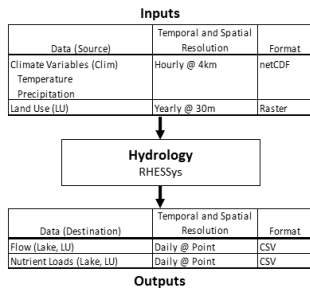 Inputs
Data (Source) Temporal and Spatial Resolution Format
Climate Variables (Clim) Hourly @ 4km netCDF
Temperature
Precipitation
Land Use (LU) Yearly @ 30m Raster
Hydrology
RHESSys
Data (Destination) Temporal and Spatial Resolution Format
Flow (Lake, LU) Daily @ Point CSV
Nutrient Loads (Lake, LU) Daily @ Point CSV
Outputs